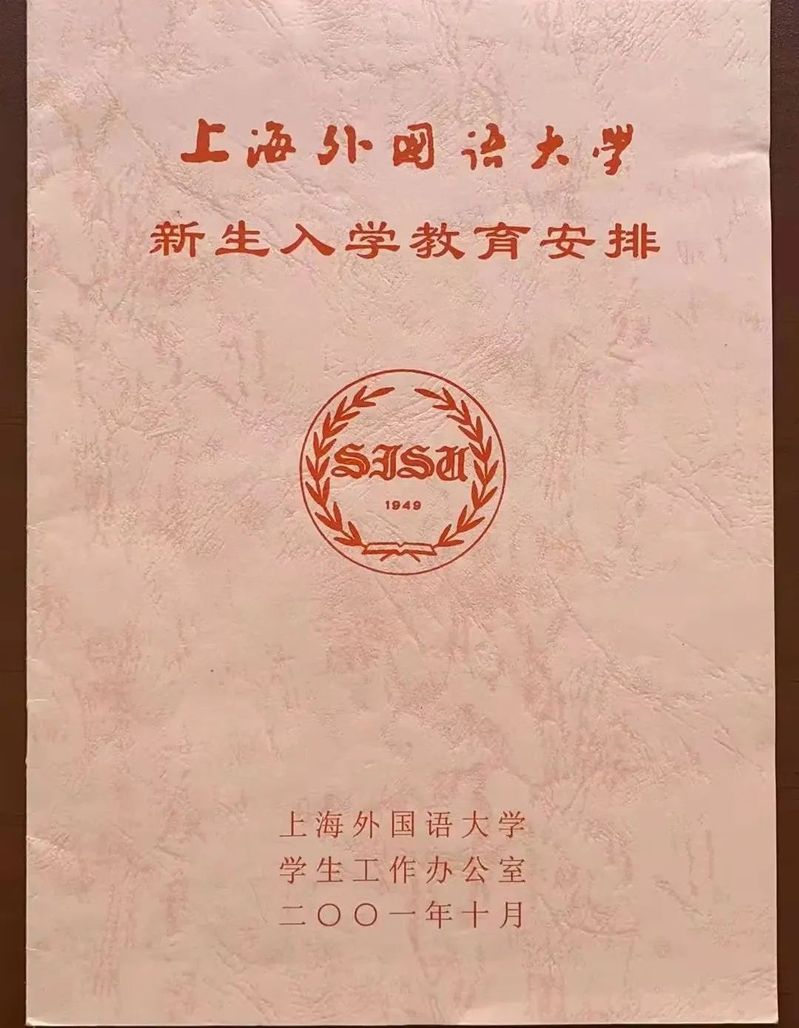 上海外国语大学
新生入学教育安排
SISU
1949
上海外国语大学
学生工作办公室
二〇〇一年十月